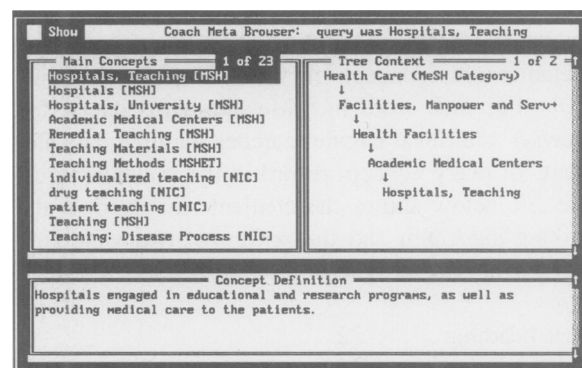 Show Coach Meta Browser: query was Hospitals, Teaching
Main Concepts 1 of 23
Hospitals, Teaching [MSH]
Hospitals [MSH]
Hospitals, University [MSH]
Academic Medical Centers [MSH]
Remedial Teaching [MSH]
Teaching Materials [MSH]
Teaching Methods [MSHET]
individualized teaching [NIC]
drug teaching [NIC]
patient teaching [NIC]
Teaching [MSH]
Teaching: Disease Process [NIC]
Tree Context 1 of 2
Health Care (MeSH Category)
↓
Facilities, Manpower and Serv→
↓
Health Facilities
↓
Academic Medical Centers
↓
Hospitals, Teaching
↓
Concept Definition
Hospitals engaged in educational and research programs, as well as
providing medical care to the patients.